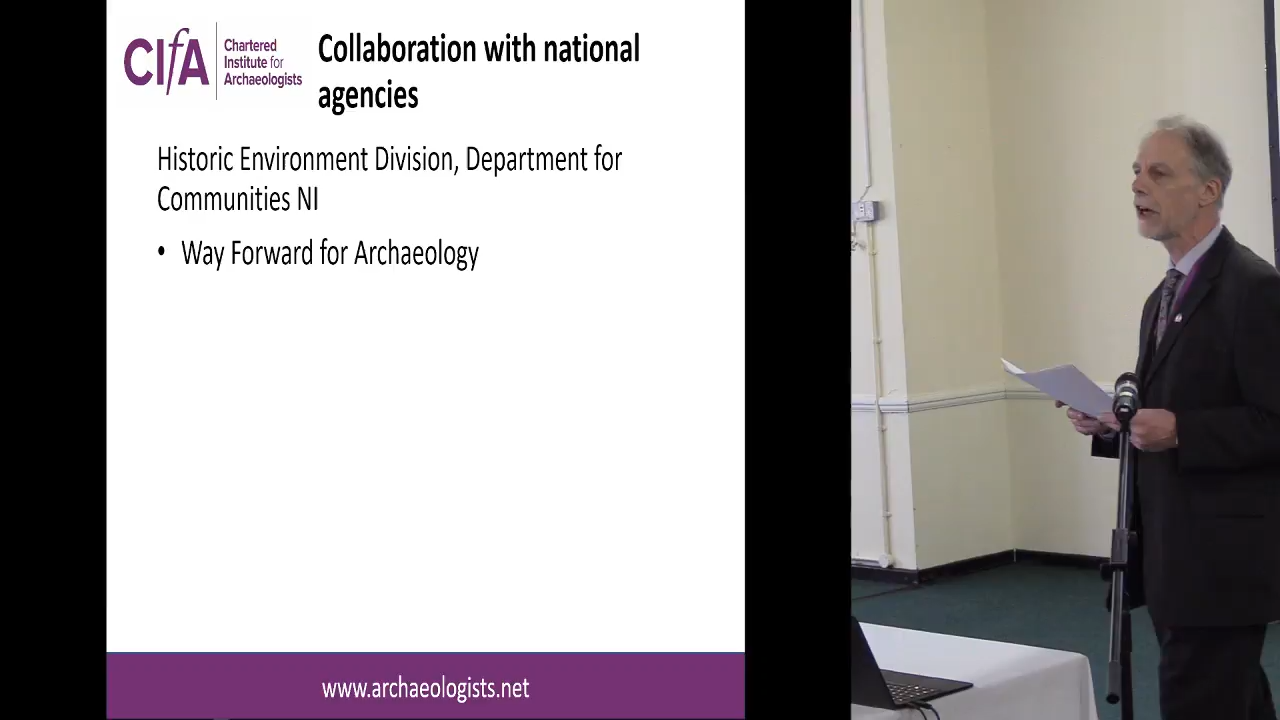 CIfA
Chartered
Institute for
Archaeologists
Collaboration with national
agencies
Historic Environment Division, Department for
Communities NI
• Way Forward for Archaeology
www.archaeologists.net